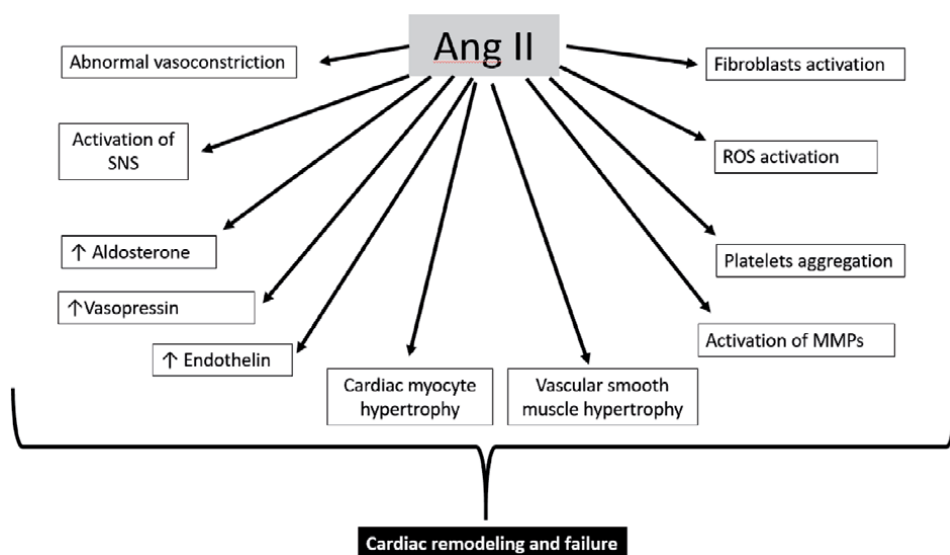 Ang II
Abnormal vasoconstriction
Fibroblasts activation
Activation of
SNS
ROS activation
↑ Aldosterone
Platelets aggregation
↑Vasopressin
Activation of MMPs
↑ Endothelin
Cardiac myocyte
hypertrophy
Vascular smooth
muscle hypertrophy
Cardiac remodeling and failure